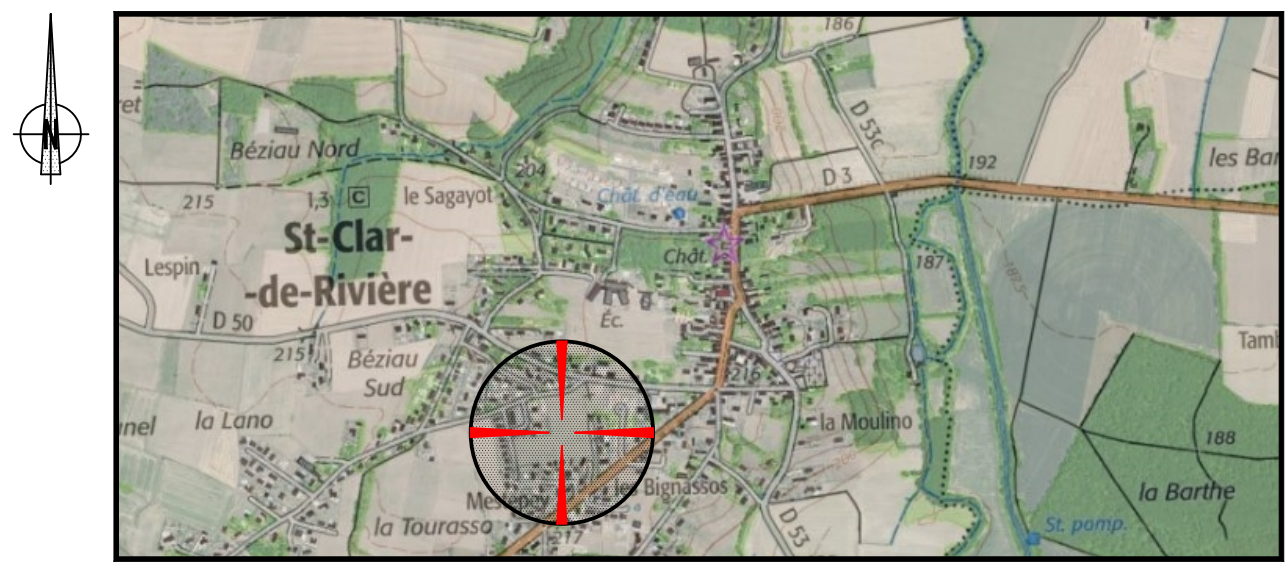 N
186
D 53c
Béziau Nord
204
192
les Bar
215
1,3 C
le Sagayot
Chât. d'eau
D 3
St-Clar-
-de-Rivière
Chât.
187
Lespin
Éc.
D 50
215
Béziau
Sud
216
Tamb
la Lano
la Moulino
188
les Bignassos
la Barthe
la Tourasso
217
D 53
St. pomp.